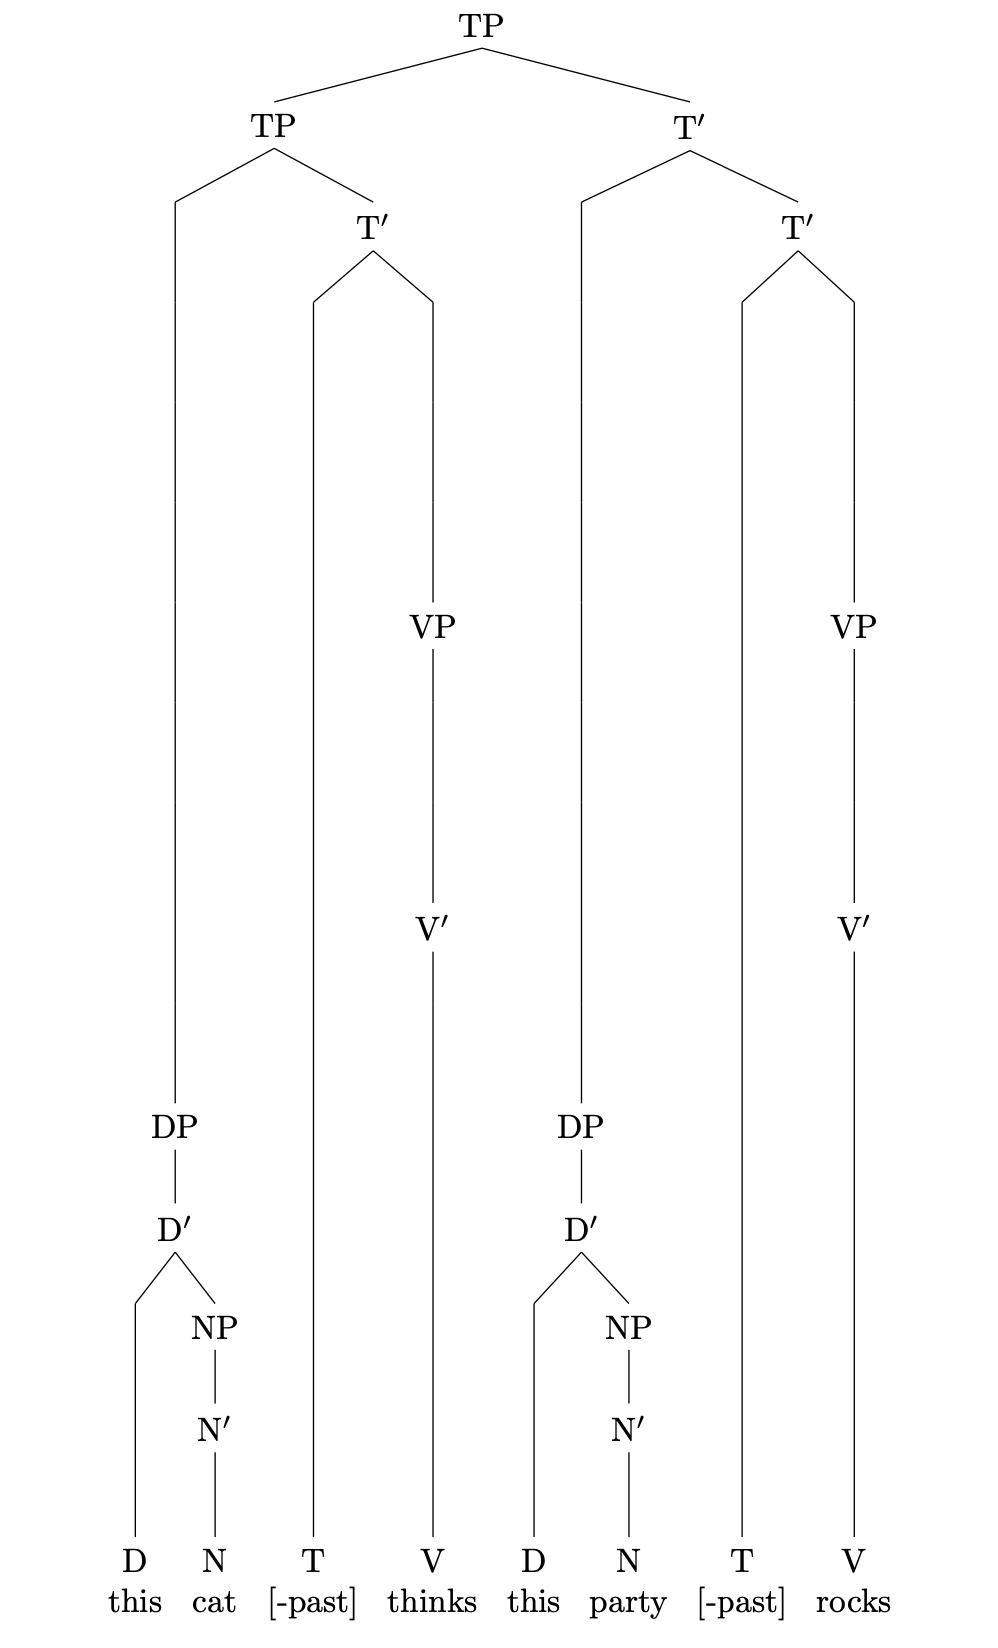 TP
TP T′
T′ T′
VP VP
V′ V′
DP DP
D′ D′
NP NP
N′ N′
D N T V D N T V
this cat [-past] thinks this party [-past] rocks